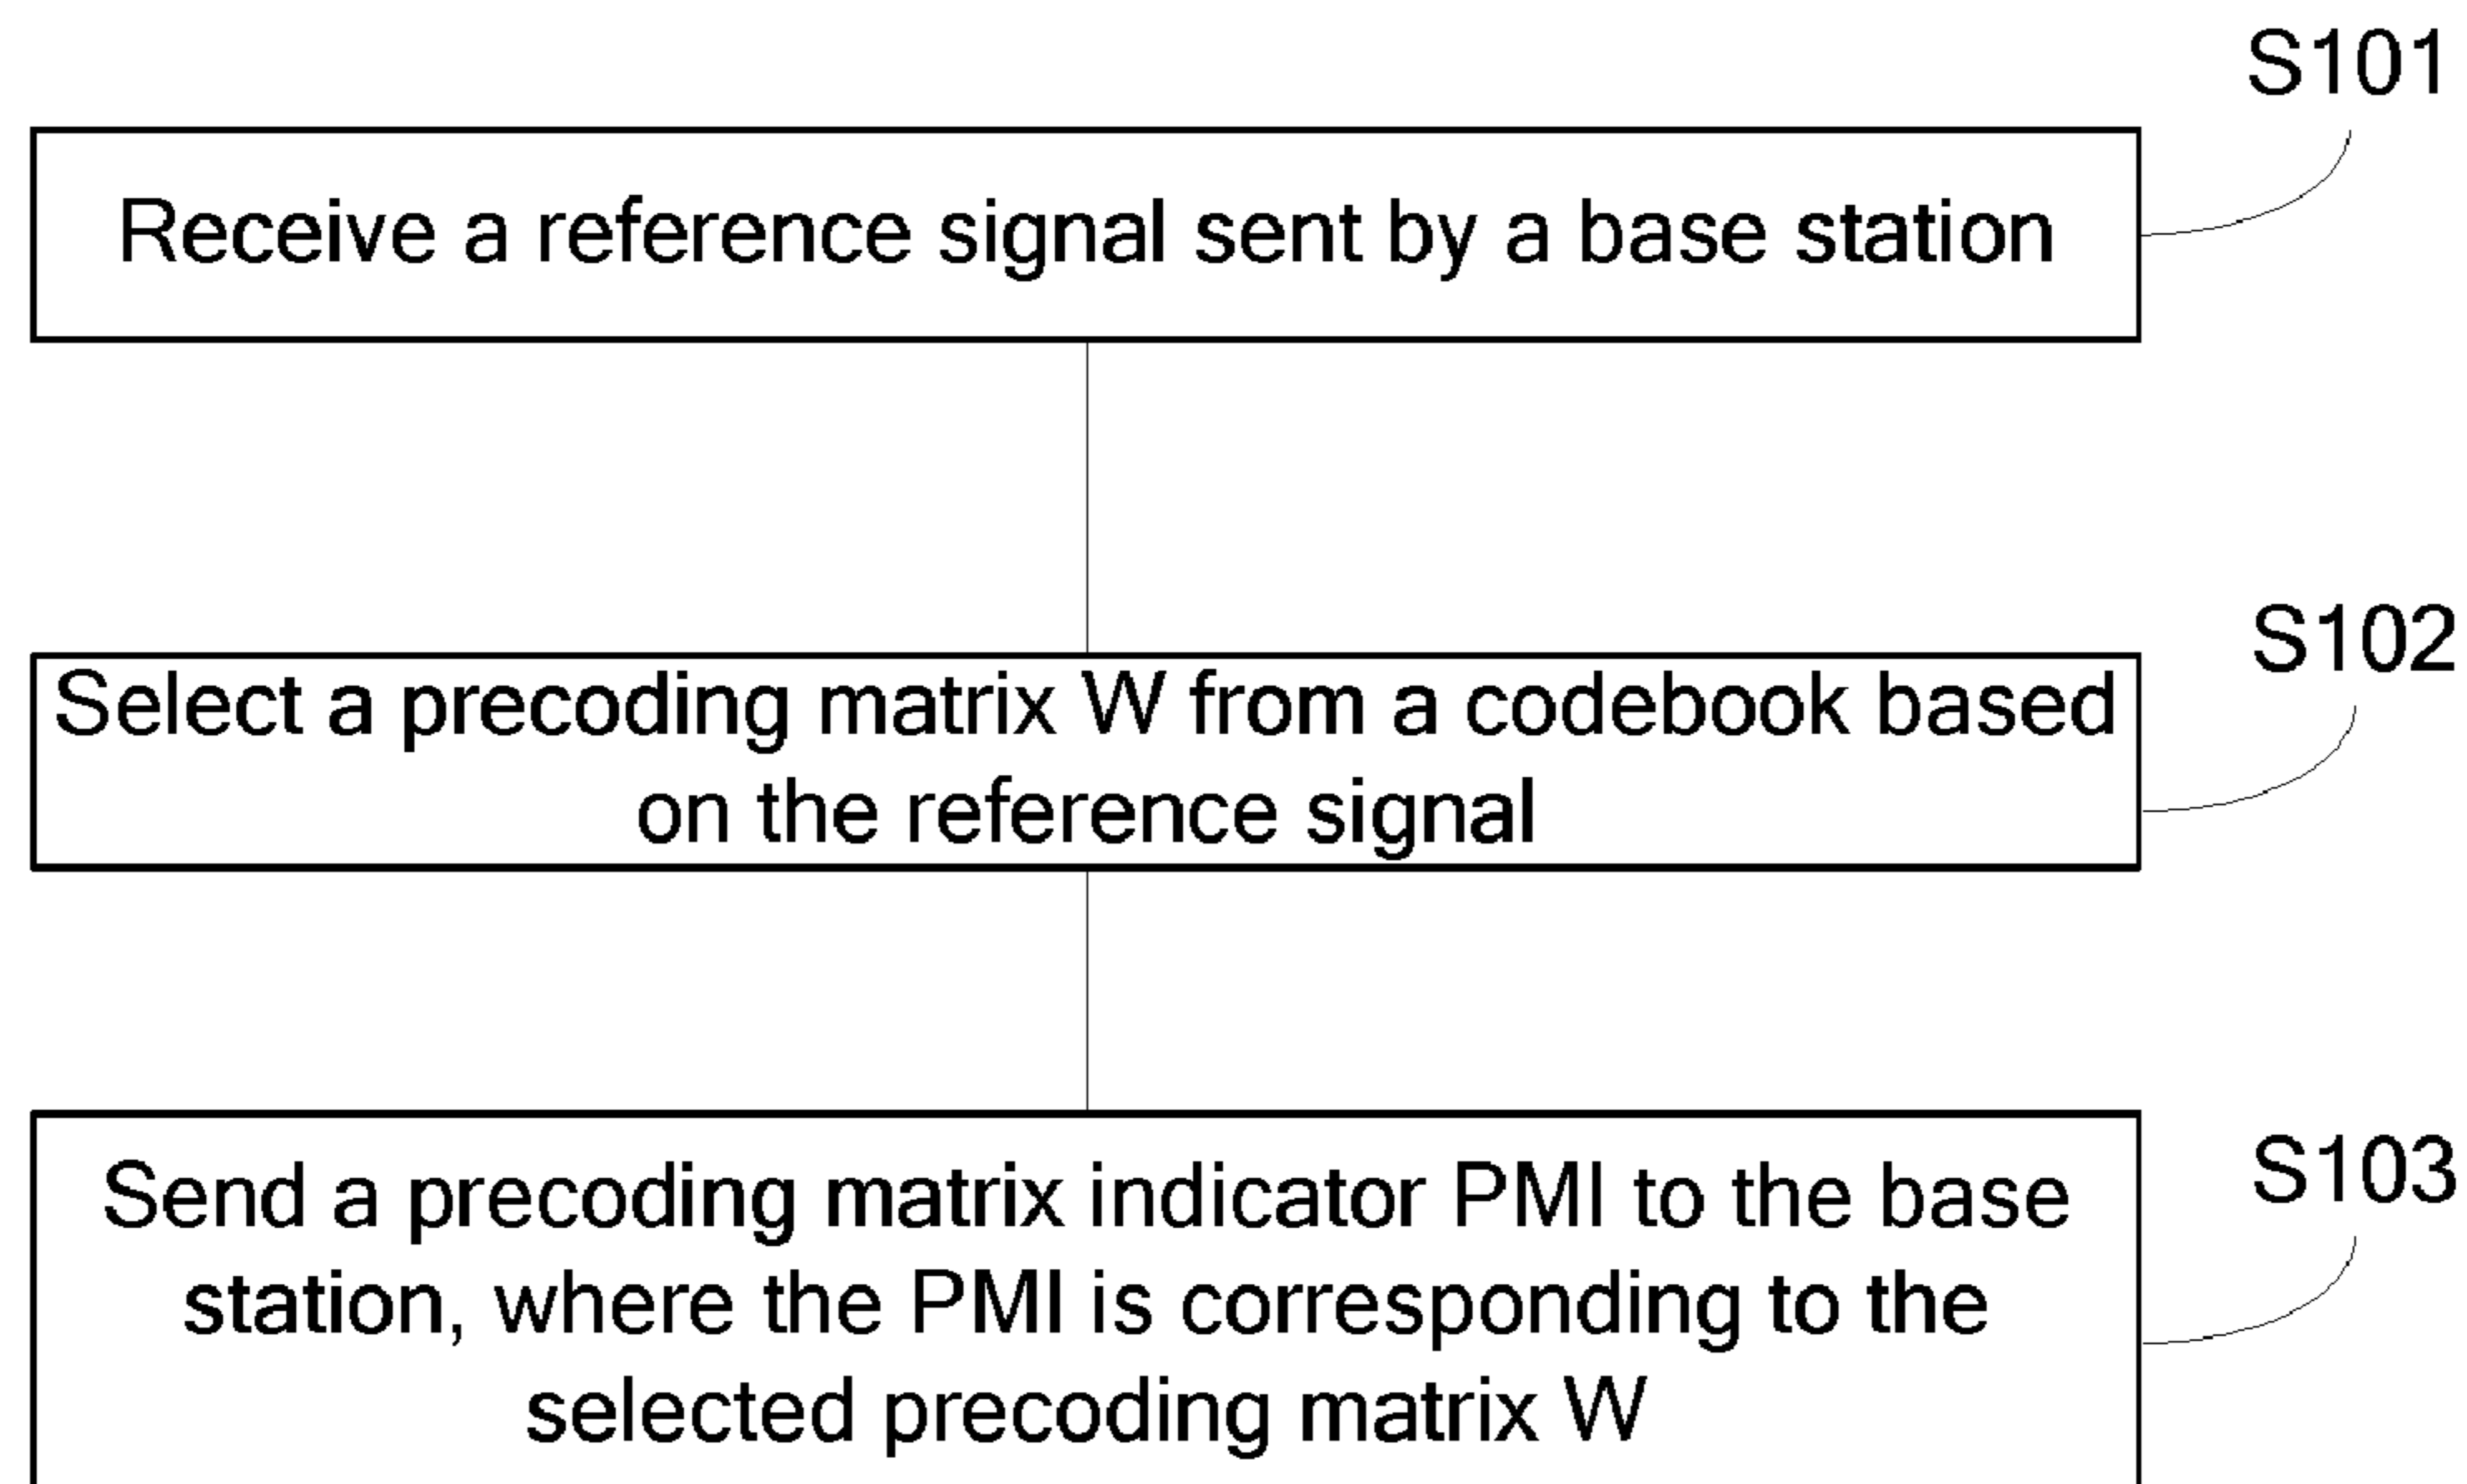 S101
Receive a reference signal sent by a base station
S102
Select a precoding matrix W from a codebook based
on the reference signal
S103
Send a precoding matrix indicator PMI to the base
station, where the PMI is corresponding to the
selected precoding matrix W